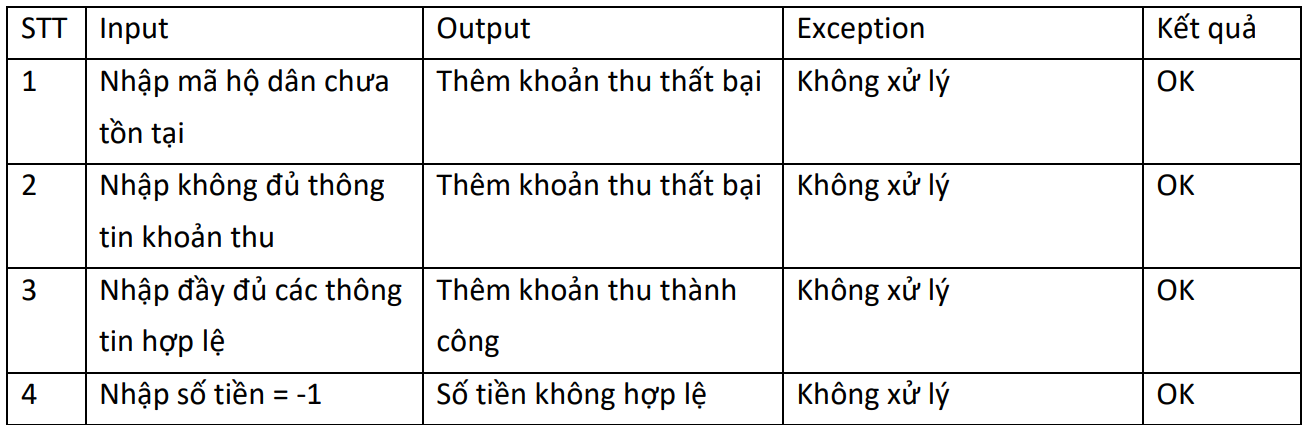 STT Input Output Exception Kết quả
1 Nhập mã hộ dân chưa Thêm khoản thu thất bại Không xử lý OK
tồn tại
2 Nhập không đủ thông Thêm khoản thu thất bại Không xử lý OK
tin khoản thu
3 Nhập đầy đủ các thông Thêm khoản thu thành Không xử lý OK
tin hợp lệ công
4 Nhập số tiền = -1 Số tiền không hợp lệ Không xử lý OK